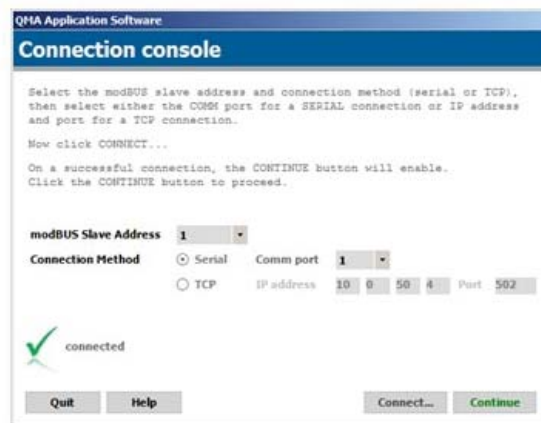 QMA Application Software
Connection console
Select the modBUS slave address and connection method (serial or TCP),
then select either the COMM port for a SERIAL connection or IP address
and port for a TCP connection.
Now click CONNECT...
On a successful connection, the CONTINUE button will enable.
Click the CONTINUE button to proceed.
modBUS Slave Address 1
Connection Method Serial Comm port 1
TCP IP address 10 0 50 4 Port 502
connected
Quit Help Connect... Continue